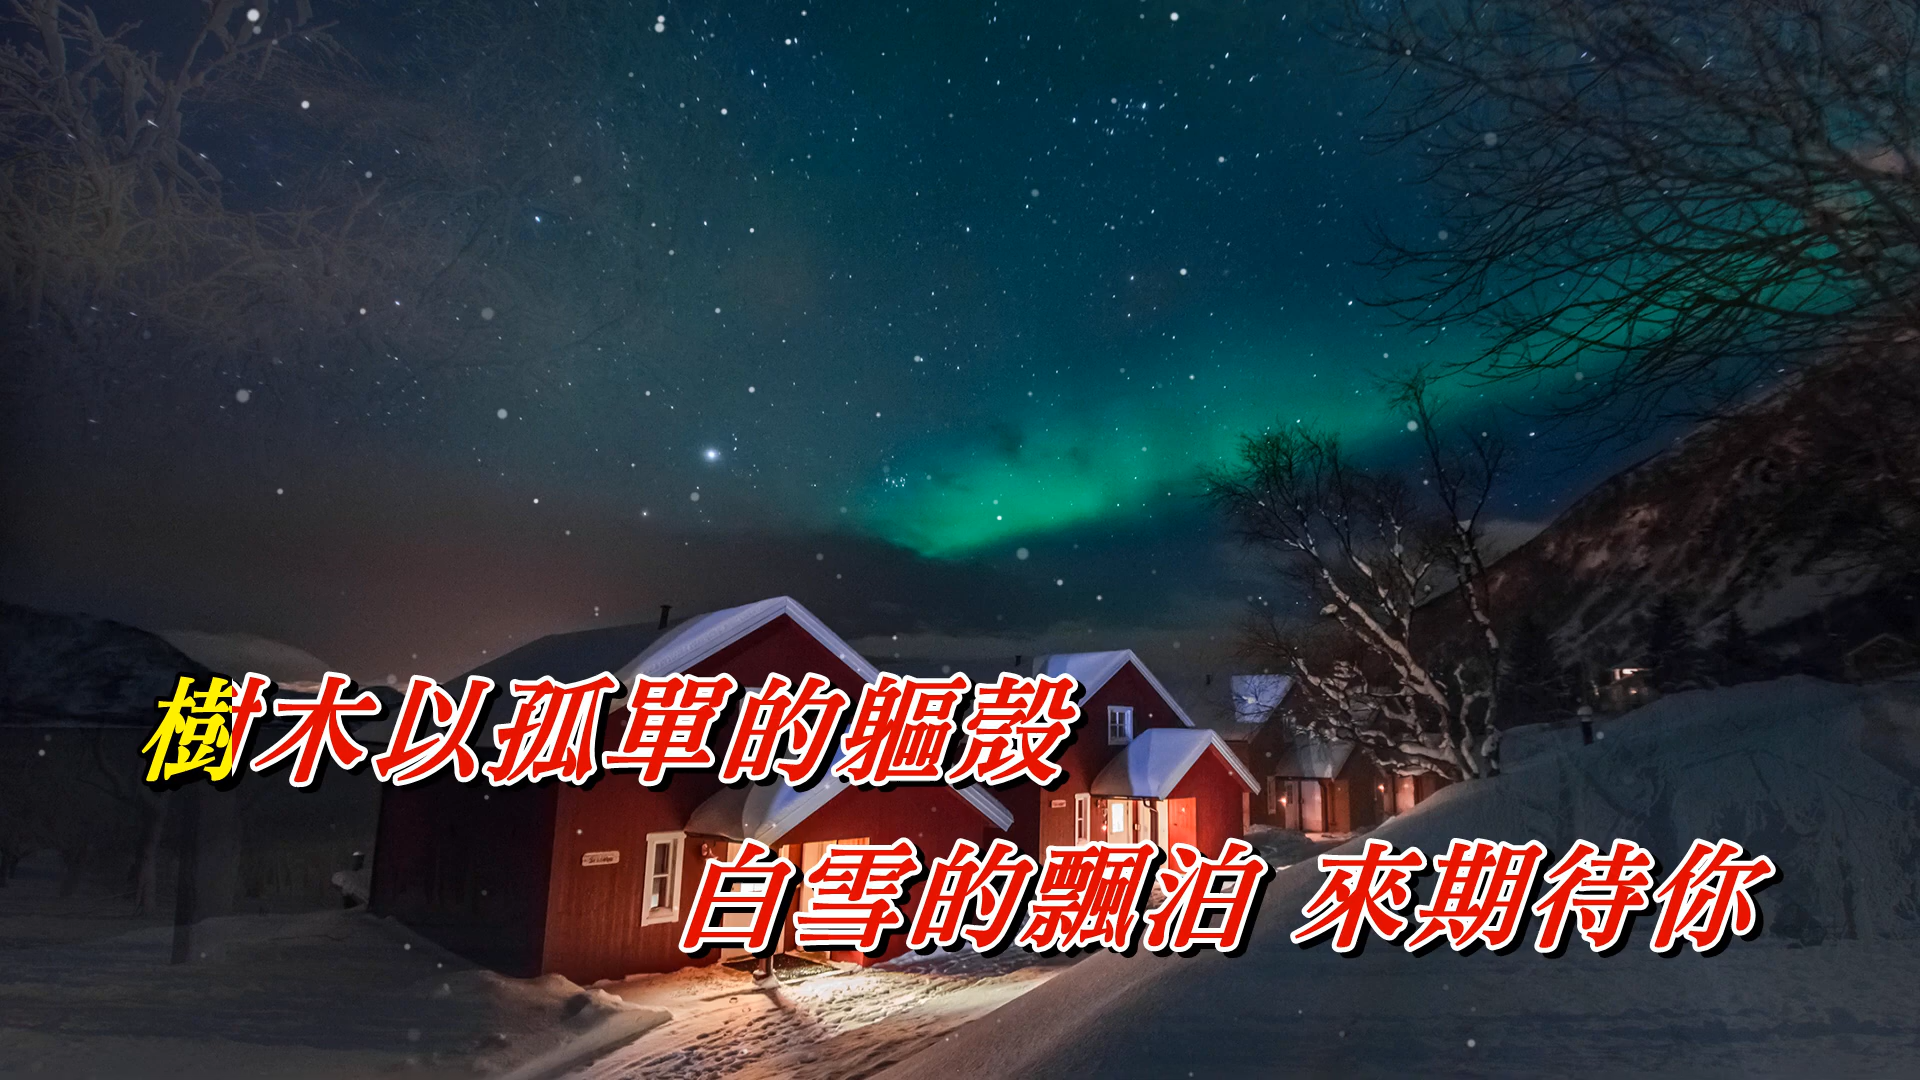 樹木以孤單的軀殼
白雪的飄泊 來期待你